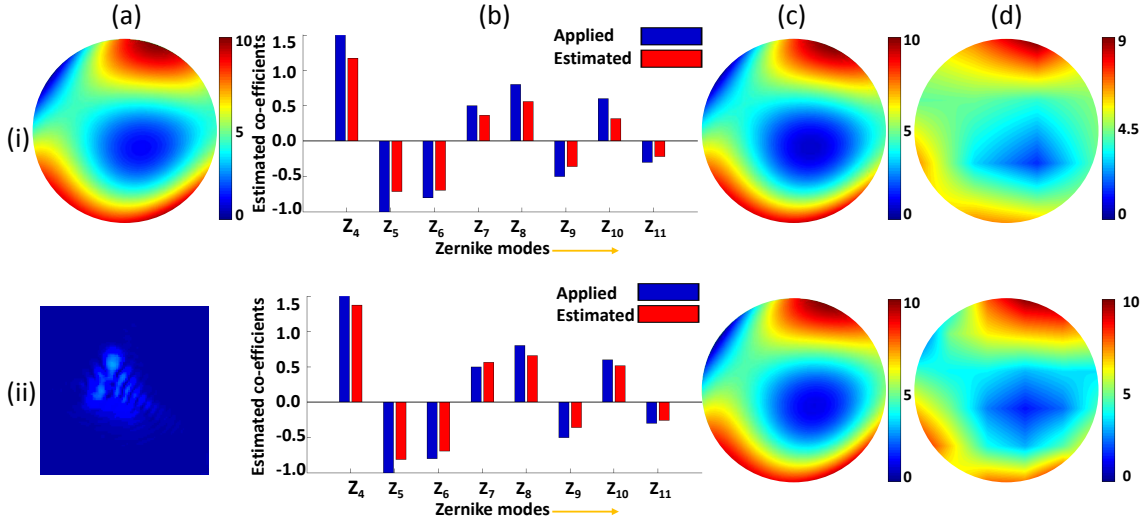 (a) (b) (c) (d)
(i)
10
5
0
Estimated co-efficients
1.5
1.0
0.5
0.0
-0.5
-1.0
Applied
Estimated
Z4 Z5 Z6 Z7 Z8 Z9 Z10 Z11
Zernike modes
10
5
0
9
4.5
0
(ii)
Estimated co-efficients
1.5
1.0
0.5
0.0
-0.5
-1.0
Applied
Estimated
Z4 Z5 Z6 Z7 Z8 Z9 Z10 Z11
Zernike modes
10
5
0
10
5
0